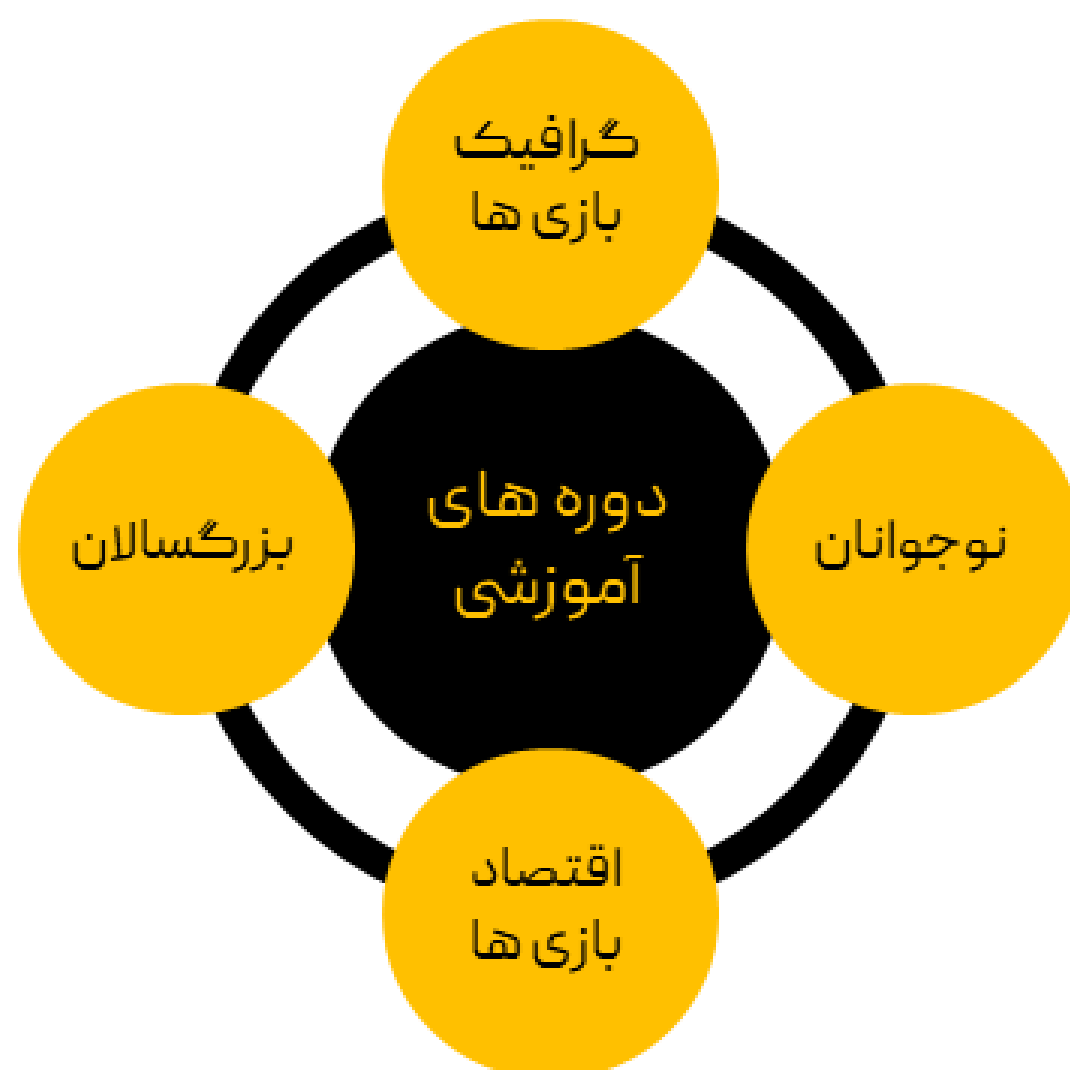 گرافیک
بازی ها
نوجوانان
دوره های
آموزشی
بزرگسالان
اقتصاد
بازی ها